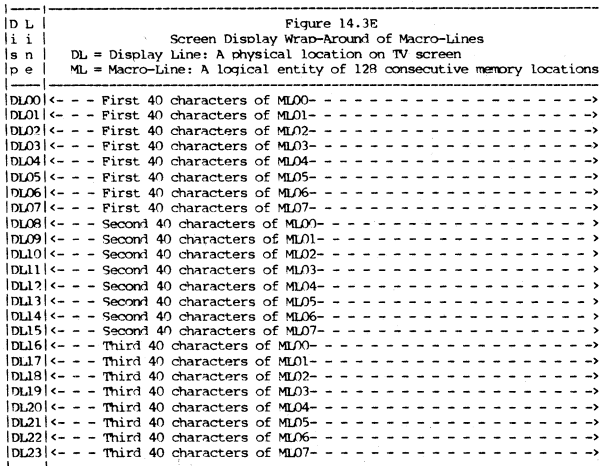 |D L | Figure 14.3E
|i i | Screen Display Wrap-Around of Macro-Lines
|s n | DL = Display Line: A physical location on TV screen
|p e | ML = Macro-Line: A logical entity of 128 consecutive memory locations
|DL00|<- - - First 40 characters of ML00- - - - - - - - - - - - - - - - ->
|DL01|<- - - First 40 characters of ML01- - - - - - - - - - - - - - - - ->
|DL02|<- - - First 40 characters of ML02- - - - - - - - - - - - - - - - ->
|DL03|<- - - First 40 characters of ML03- - - - - - - - - - - - - - - - ->
|DL04|<- - - First 40 characters of ML04- - - - - - - - - - - - - - - - ->
|DL05|<- - - First 40 characters of ML05- - - - - - - - - - - - - - - - ->
|DL06|<- - - First 40 characters of ML06- - - - - - - - - - - - - - - - ->
|DL07|<- - - First 40 characters of ML07- - - - - - - - - - - - - - - - ->
|DL08|<- - - Second 40 characters of ML00- - - - - - - - - - - - - - - - >
|DL09|<- - - Second 40 characters of ML01- - - - - - - - - - - - - - - - >
|DL10|<- - - Second 40 characters of ML02- - - - - - - - - - - - - - - - >
|DL11|<- - - Second 40 characters of ML03- - - - - - - - - - - - - - - - >
|DL12|<- - - Second 40 characters of ML04- - - - - - - - - - - - - - - - >
|DL13|<- - - Second 40 characters of ML05- - - - - - - - - - - - - - - - >
|DL14|<- - - Second 40 characters of ML06- - - - - - - - - - - - - - - - >
|DL15|<- - - Second 40 characters of ML07- - - - - - - - - - - - - - - - >
|DL16|<- - - Third 40 characters of ML00- - - - - - - - - - - - - - - - ->
|DL17|<- - - Third 40 characters of ML01- - - - - - - - - - - - - - - - ->
|DL18|<- - - Third 40 characters of ML02- - - - - - - - - - - - - - - - ->
|DL19|<- - - Third 40 characters of ML03- - - - - - - - - - - - - - - - ->
|DL20|<- - - Third 40 characters of ML04- - - - - - - - - - - - - - - - ->
|DL21|<- - - Third 40 characters of ML05- - - - - - - - - - - - - - - - ->
|DL22|<- - - Third 40 characters of ML06- - - - - - - - - - - - - - - - ->
|DL23|<- - - Third 40 characters of ML07- - - - - - - - - - - - - - - - ->